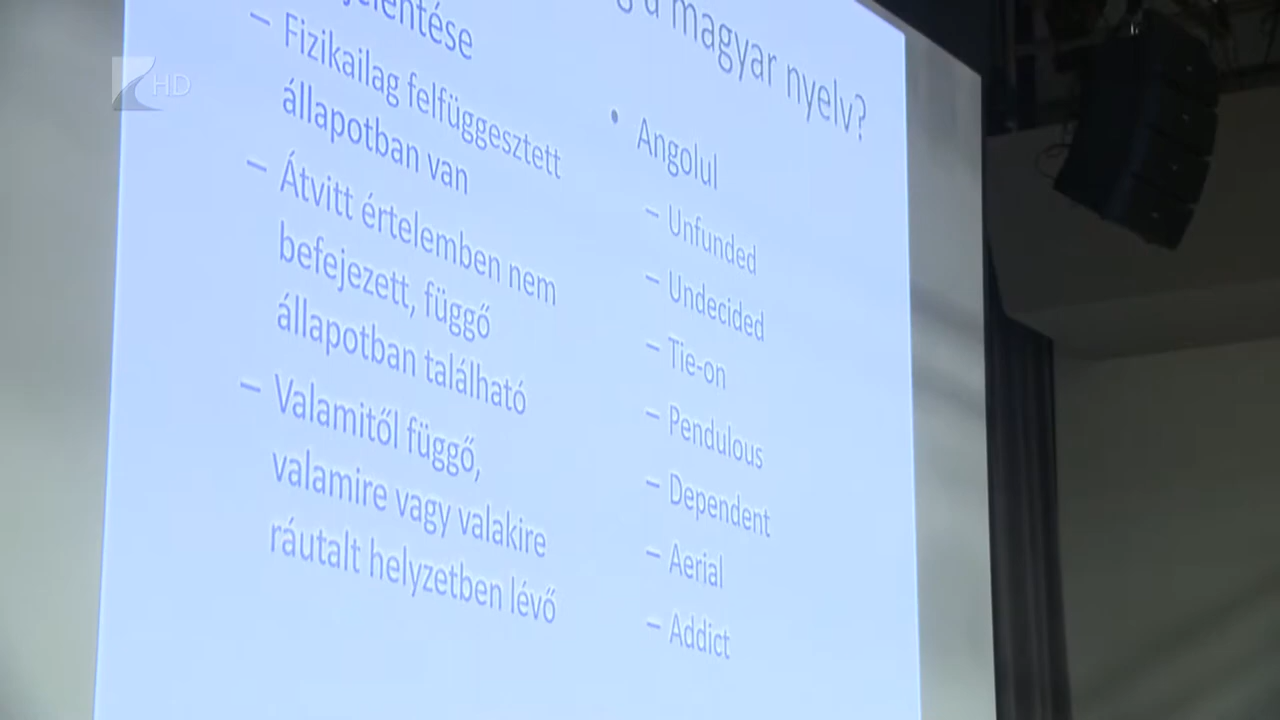 magyar nyelv?
– Fizikailag felfüggesztett
állapotban van
– Átvitt értelemben nem
befejezett, függő
állapotban található
– Valamitől függő,
valamire vagy valakire
ráutalt helyzetben lévő
• Angolul
– Unfunded
– Undecided
– Tie-on
– Pendulous
– Dependent
– Aerial
– Addict
HD